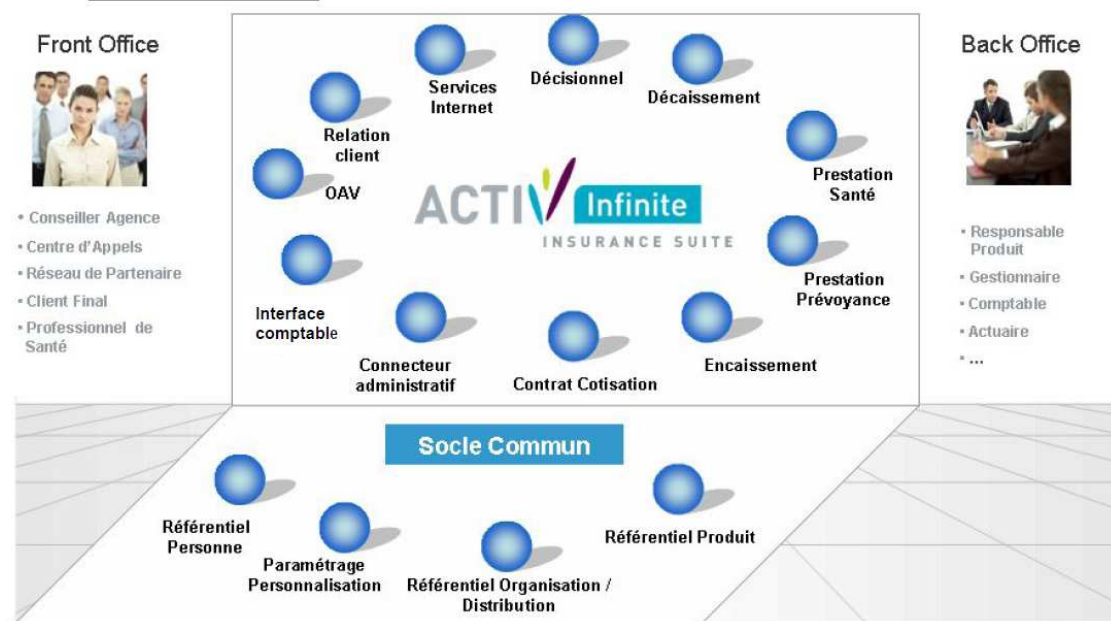 Front Office
• Conseiller Agence
• Centre d'Appels
• Réseau de Partenaire
• Client Final
• Professionnel de
Santé
Services
Internet
Décisionnel
Décaissement
Relation
client
OAV
Prestation
Santé
ACTIV Infinite
INSURANCE SUITE
Prestation
Prévoyance
Interface
comptable
Connecteur
administratif
Contrat Cotisation
Encaissement
Back Office
• Responsable
Produit
• Gestionnaire
• Comptable
• Actuaire
• ...
Socle Commun
Référentiel
Personne
Paramétrage
Personnalisation
Référentiel Organisation /
Distribution
Référentiel Produit